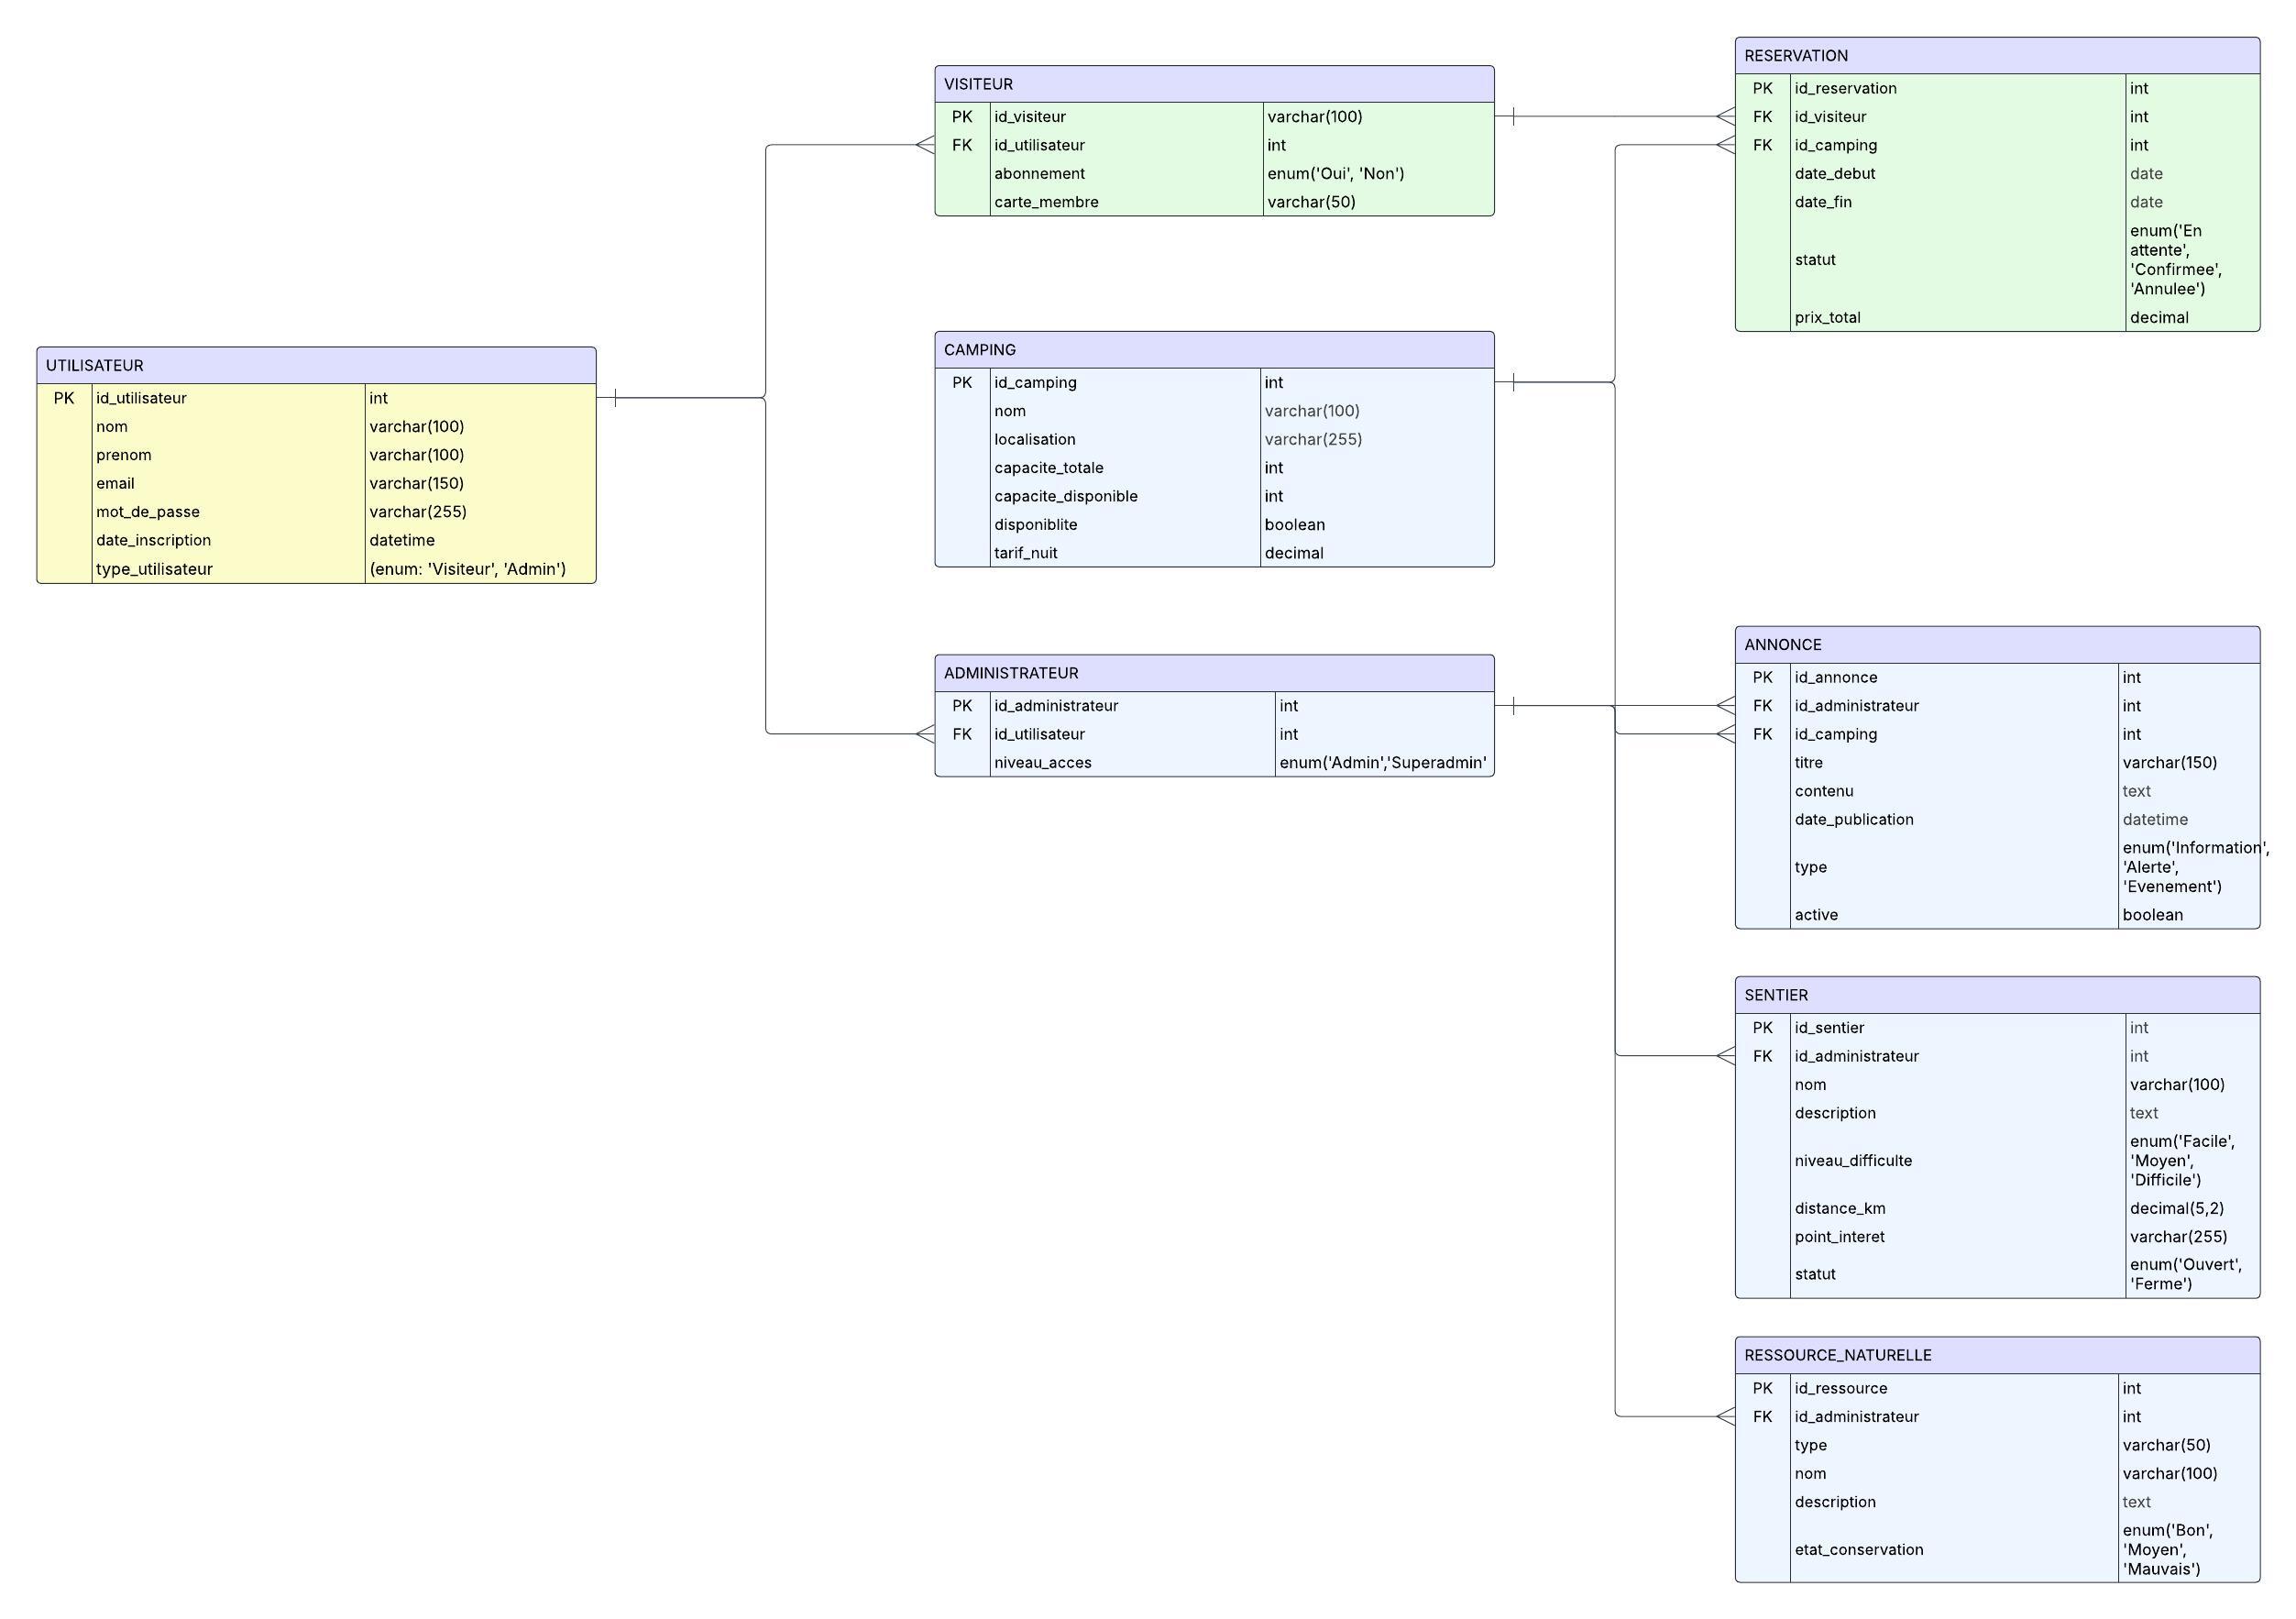 UTILISATEUR
PK id_utilisateur int
nom varchar(100)
prenom varchar(100)
email varchar(150)
mot_de_passe varchar(255)
date_inscription datetime
type_utilisateur (enum: 'Visiteur', 'Admin')
VISITEUR
PK id_visiteur varchar(100)
FK id_utilisateur int
abonnement enum('Oui', 'Non')
carte_membre varchar(50)
CAMPING
PK id_camping int
nom varchar(100)
localisation varchar(255)
capacite_totale int
capacite_disponible int
disponiblite boolean
tarif_nuit decimal
ADMINISTRATEUR
PK id_administrateur int
FK id_utilisateur int
niveau_acces enum('Admin','Superadmin'
RESERVATION
PK id_reservation int
FK id_visiteur int
FK id_camping int
date_debut date
date_fin date
statut enum('En
attente',
'Confirmee',
'Annulee')
prix_total decimal
ANNONCE
PK id_annonce int
FK id_administrateur int
FK id_camping int
titre varchar(150)
contenu text
date_publication datetime
type enum('Information',
'Alerte',
'Evenement')
active boolean
SENTIER
PK id_sentier int
FK id_administrateur int
nom varchar(100)
description text
niveau_difficulte enum('Facile',
'Moyen',
'Difficile')
distance_km decimal(5,2)
point_interet varchar(255)
statut enum('Ouvert',
'Ferme')
RESSOURCE_NATURELLE
PK id_ressource int
FK id_administrateur int
type varchar(50)
nom varchar(100)
description text
etat_conservation enum('Bon',
'Moyen',
'Mauvais')